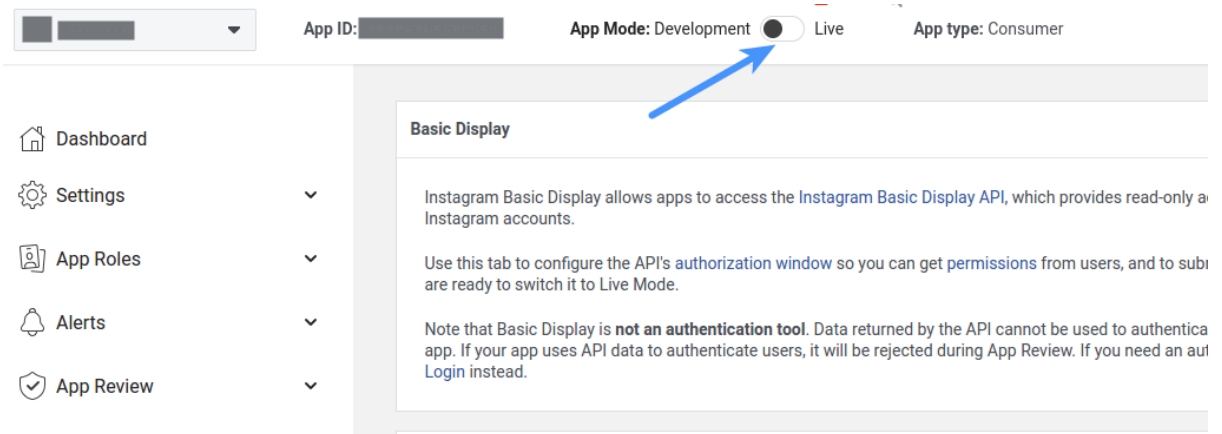 App ID:
App Mode: Development Live
App type: Consumer
Dashboard
Settings
App Roles
Alerts
App Review
Basic Display
Instagram Basic Display allows apps to access the Instagram Basic Display API, which provides read-only
Instagram accounts.
Use this tab to configure the API's authorization window so you can get permissions from users, and to
are ready to switch it to Live Mode.
Note that Basic Display is not an authentication tool. Data returned by the API cannot be used to
app. If your app uses API data to authenticate users, it will be rejected during App Review. If you need an
Login instead.